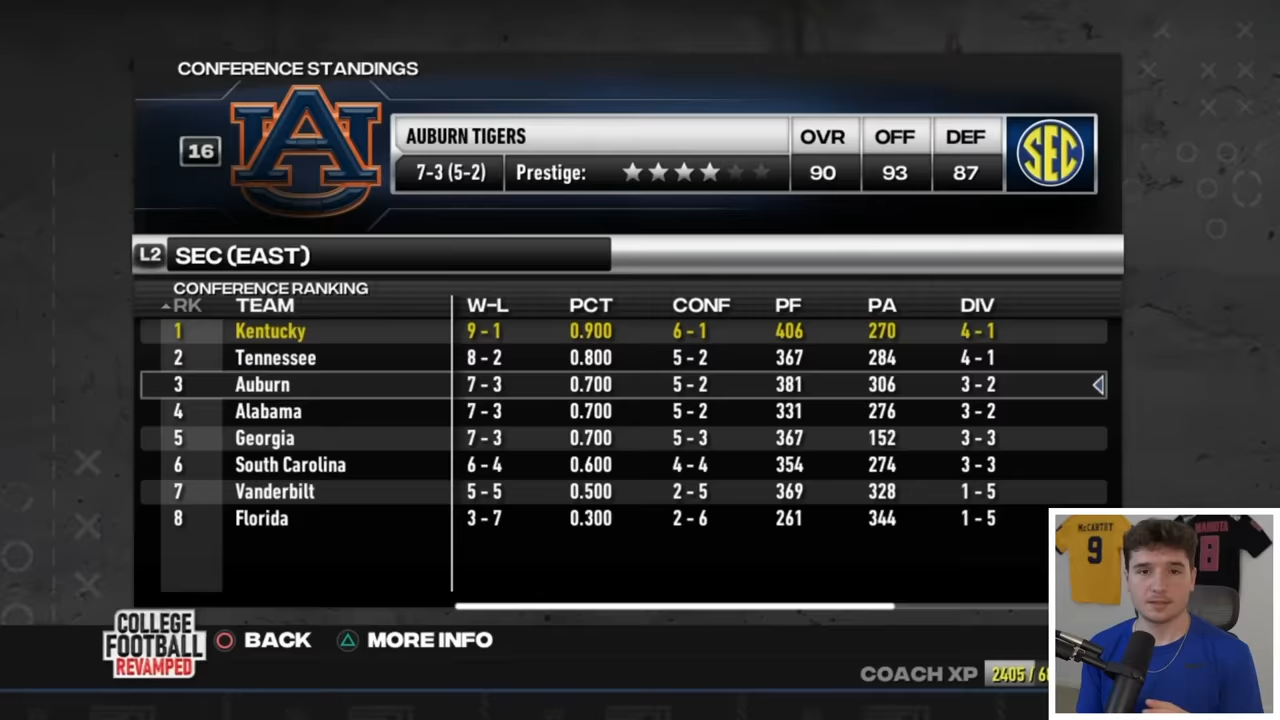 CONFERENCE STANDINGS
16
AUBURN TIGERS OVR OFF DEF
7-3 (5-2) Prestige: 90 93 87
SEC
L2 SEC (EAST)
CONFERENCE RANKING
RK TEAM W-L PCT CONF PF PA DIV
1 Kentucky 9 - 1 0.900 6 - 1 406 270 4 - 1
2 Tennessee 8 - 2 0.800 5 - 2 367 284 4 - 1
3 Auburn 7 - 3 0.700 5 - 2 381 306 3 - 2
4 Alabama 7 - 3 0.700 5 - 2 331 276 3 - 2
5 Georgia 7 - 3 0.700 5 - 3 367 152 3 - 3
6 South Carolina 6 - 4 0.600 4 - 4 354 274 3 - 3
7 Vanderbilt 5 - 5 0.500 2 - 5 369 328 1 - 5
8 Florida 3 - 7 0.300 2 - 6 261 344 1 - 5
McCARTHY
9
MARIOTA
8
COLLEGE
FOOTBALL
REVAMPED
BACK MORE INFO
COACH XP 2405 /